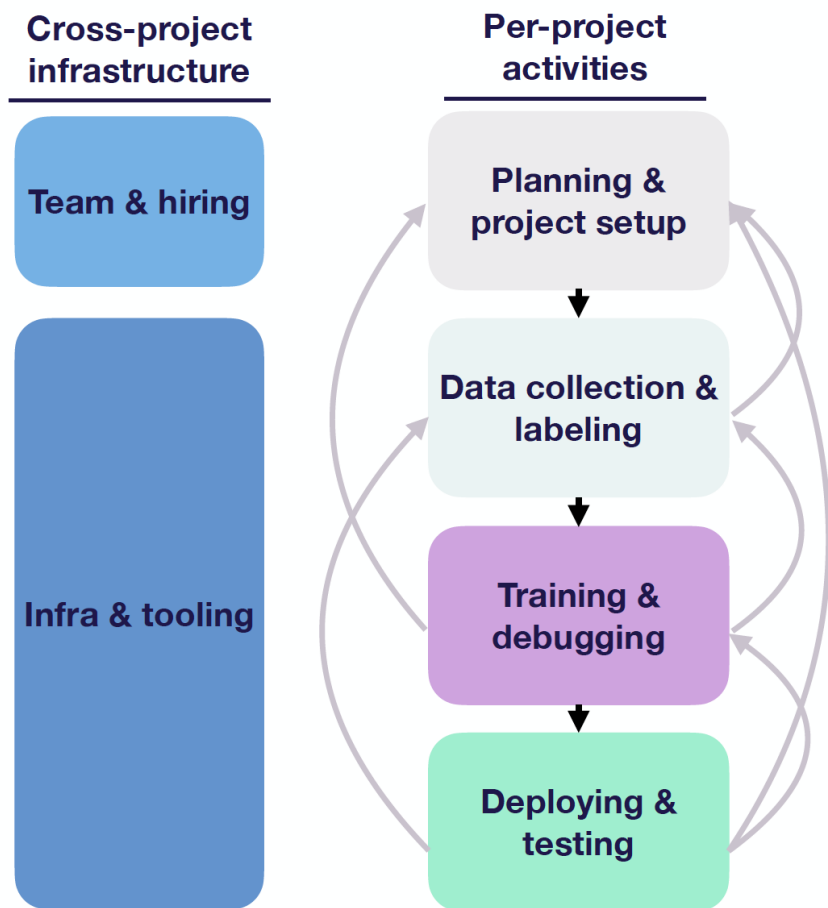 Cross-project
infrastructure
Team & hiring
Infra & tooling
Per-project
activities
Planning &
project setup
Data collection &
labeling
Training &
debugging
Deploying &
testing